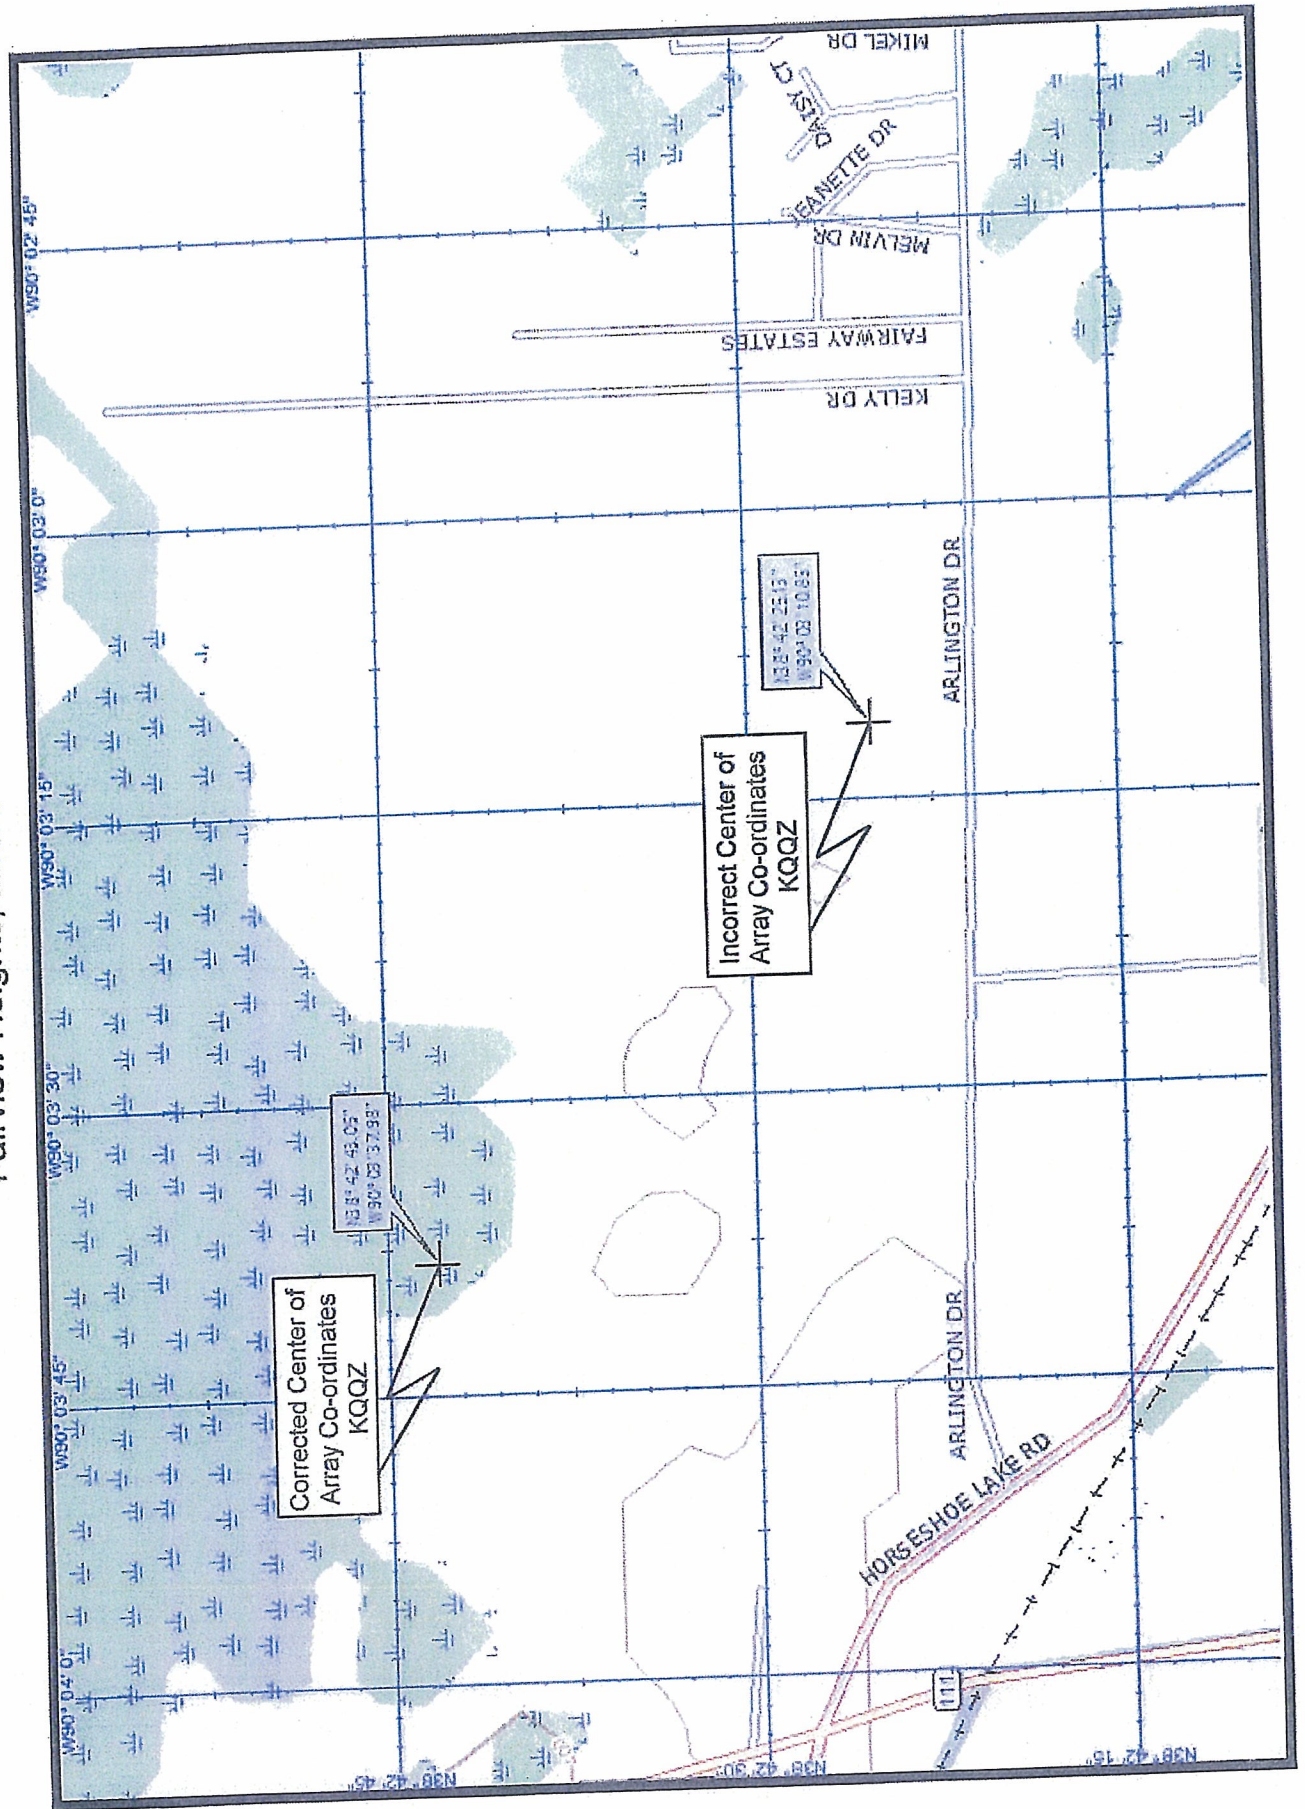 Fairview Heights,
W90° 04' 0"
W90° 03' 45"
W90° 03' 30"
W90° 03' 15"
W90° 03' 0"
W90° 02' 45"
Corrected Center of
Array Co-ordinates
KQQZ
N38° 42' 43.05"
W90° 03' 37.98"
N38° 42' 45"
Incorrect Center of
Array Co-ordinates
KQQZ
N38° 42' 25.13"
W90° 03' 10.83"
N38° 42' 30"
KELLY DR
FAIRWAY ESTATES
MELVIN DR
JEANETTE DR
DAISY CT
MIKEL DR
HORSESHOE LAKE RD
ARLINGTON DR
ARLINGTON DR
111
N38° 42' 15"